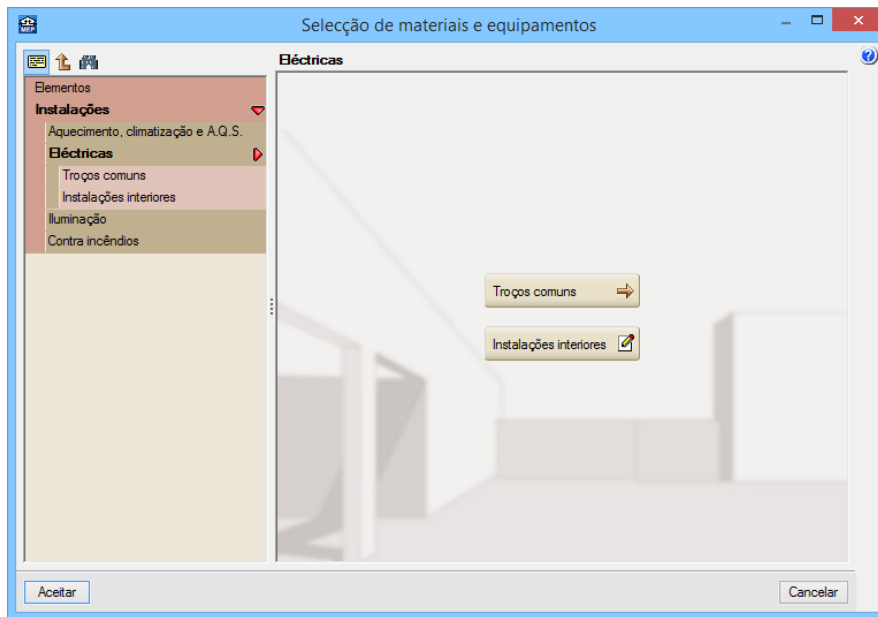 MEP
Selecção de materiais e equipamentos
Eléctricas
Elementos
Instalações
Aquecimento, climatização e A.Q.S.
Eléctricas
Troços comuns
Instalações interiores
Iluminação
Contra incêndios
Troços comuns
Instalações interiores
Aceitar
Cancelar